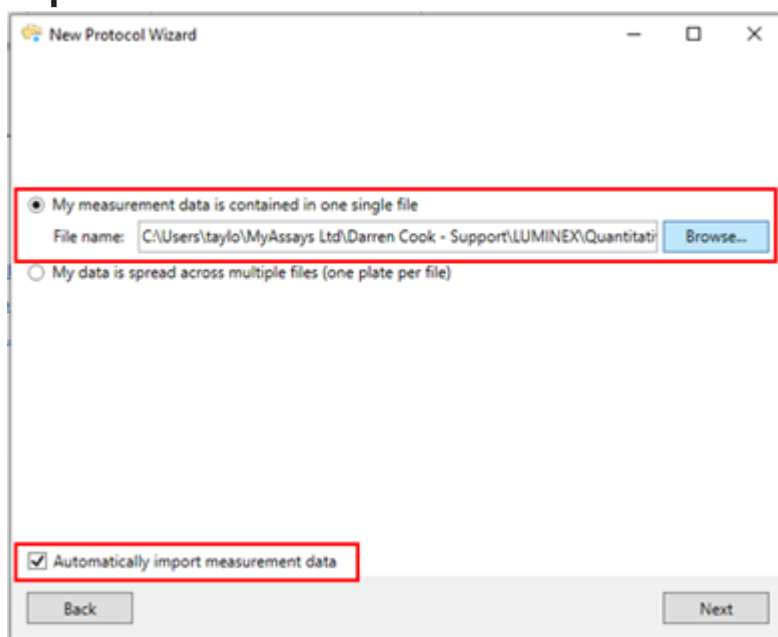 New Protocol Wizard
My measurement data is contained in one single file
File name: C:\Users\taylo\MyAssays Ltd\Darren Cook - Support\LUMINEX\Quantitati Browse...
My data is spread across multiple files (one plate per file)
Automatically import measurement data
Back Next